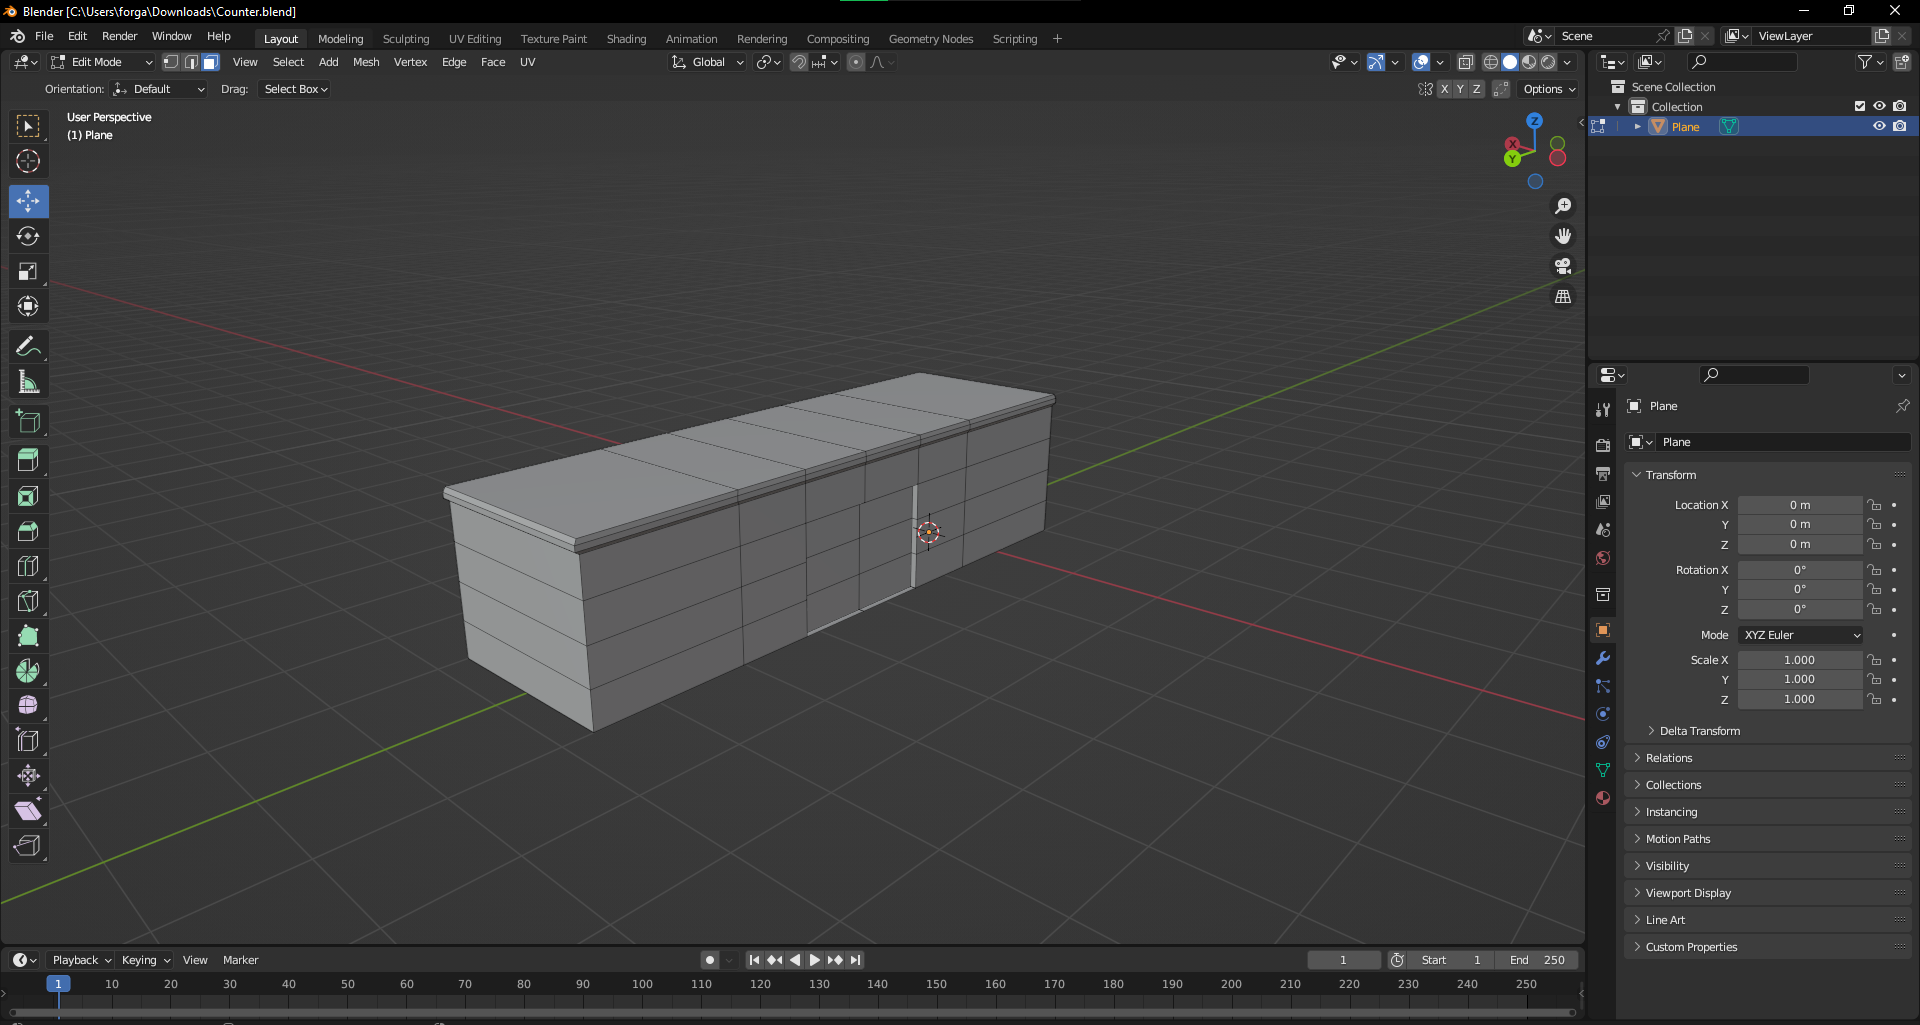 Blender [C:\Users\forga\Downloads\Counter.blend]
File Edit Render Window Help Layout Modeling Sculpting UV Editing Texture Paint Shading Animation Rendering Compositing Geometry Nodes Scripting + Scene ViewLayer
Edit Mode View Select Add Mesh Vertex Edge Face UV Global
Orientation: Default Drag: Select Box X Y Z Options
User Perspective
(1) Plane
Z
X
Y
Scene Collection
Collection
Plane
Plane
Plane
Transform
Location X 0 m
Y 0 m
Z 0 m
Rotation X 0°
Y 0°
Z 0°
Mode XYZ Euler
Scale X 1.000
Y 1.000
Z 1.000
Delta Transform
Relations
Collections
Instancing
Motion Paths
Visibility
Viewport Display
Line Art
Custom Properties
Playback Keying View Marker 1 Start 1 End 250
1 10 20 30 40 50 60 70 80 90 100 110 120 130 140 150 160 170 180 190 200 210 220 230 240 250